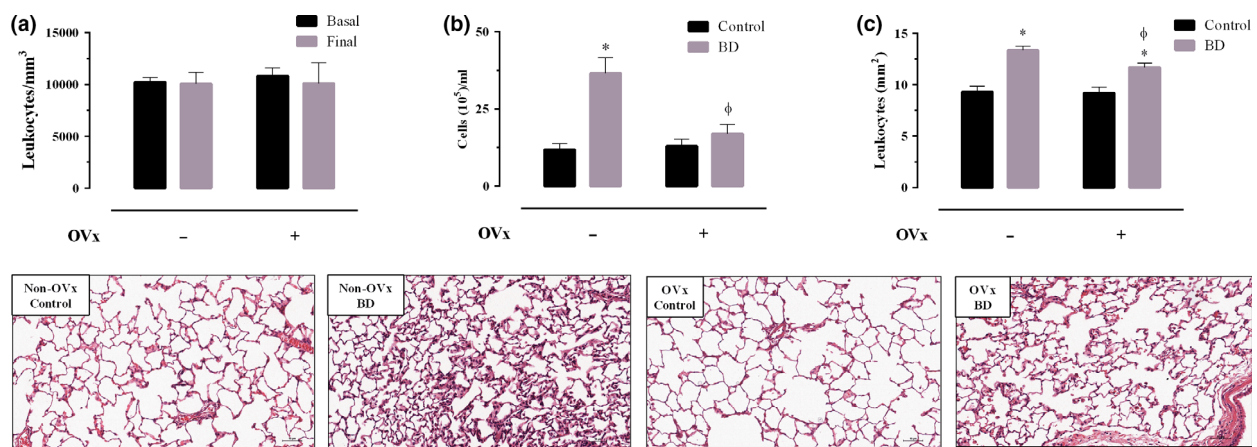 (a)
Basal
Final
Leukocytes/mm³
15000
10000
5000
0
OVx
–
+
(b)
Control
BD
Cells (10⁵)/ml
50
25
0
*
ϕ
OVx
–
+
(c)
Control
BD
Leukocytes (mm²)
15
10
5
0
*
ϕ
*
OVx
–
+
Non-OVx
Control
Non-OVx
BD
OVx
Control
OVx
BD